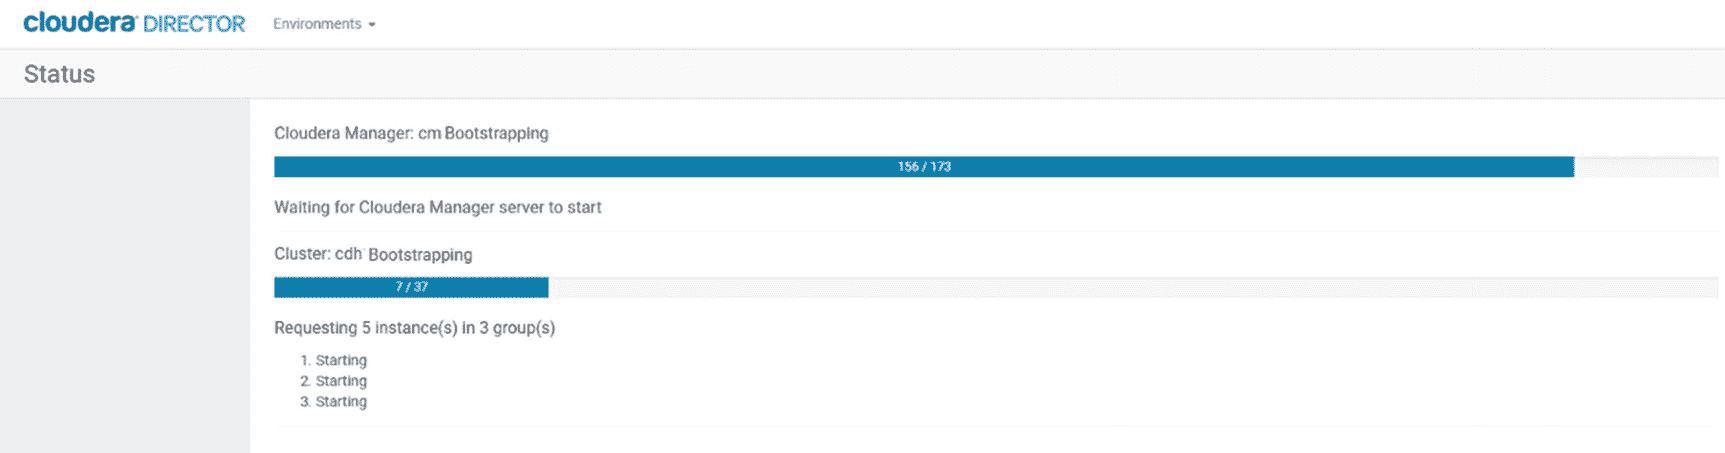 cloudera DIRECTOR Environments
Status
Cloudera Manager: cm Bootstrapping
156 / 173
Waiting for Cloudera Manager server to start
Cluster: cdh Bootstrapping
7 / 37
Requesting 5 instance(s) in 3 group(s)
1. Starting
2. Starting
3. Starting